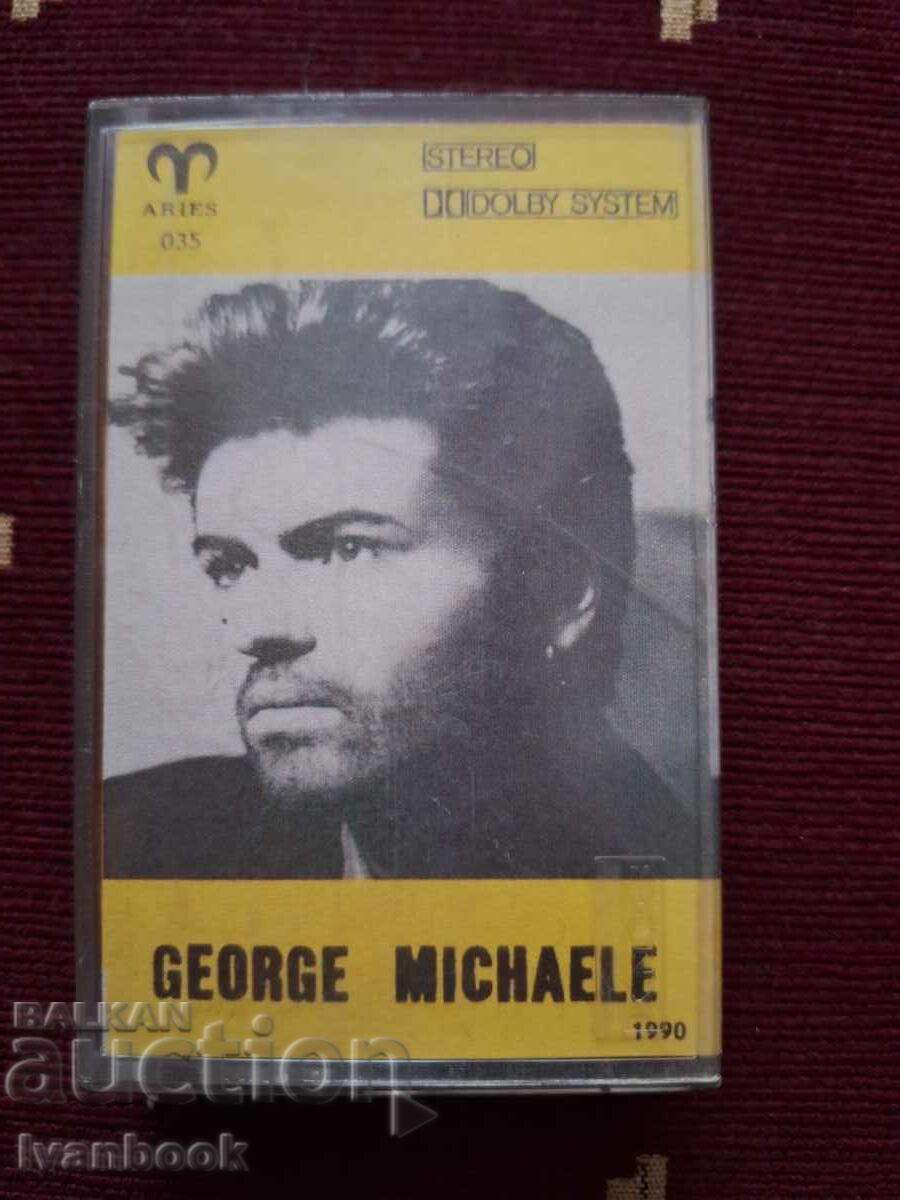 ARIES
035
STEREO
DOLBY SYSTEM
GEORGE MICHAELE
1990
BALKAN
auction
Ivanbook